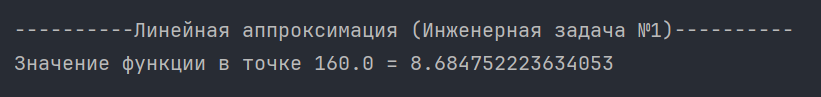 ----------Линейная аппроксимация (Инженерная задача №1)----------
Значение функции в точке 160.0 = 8.684752223634053